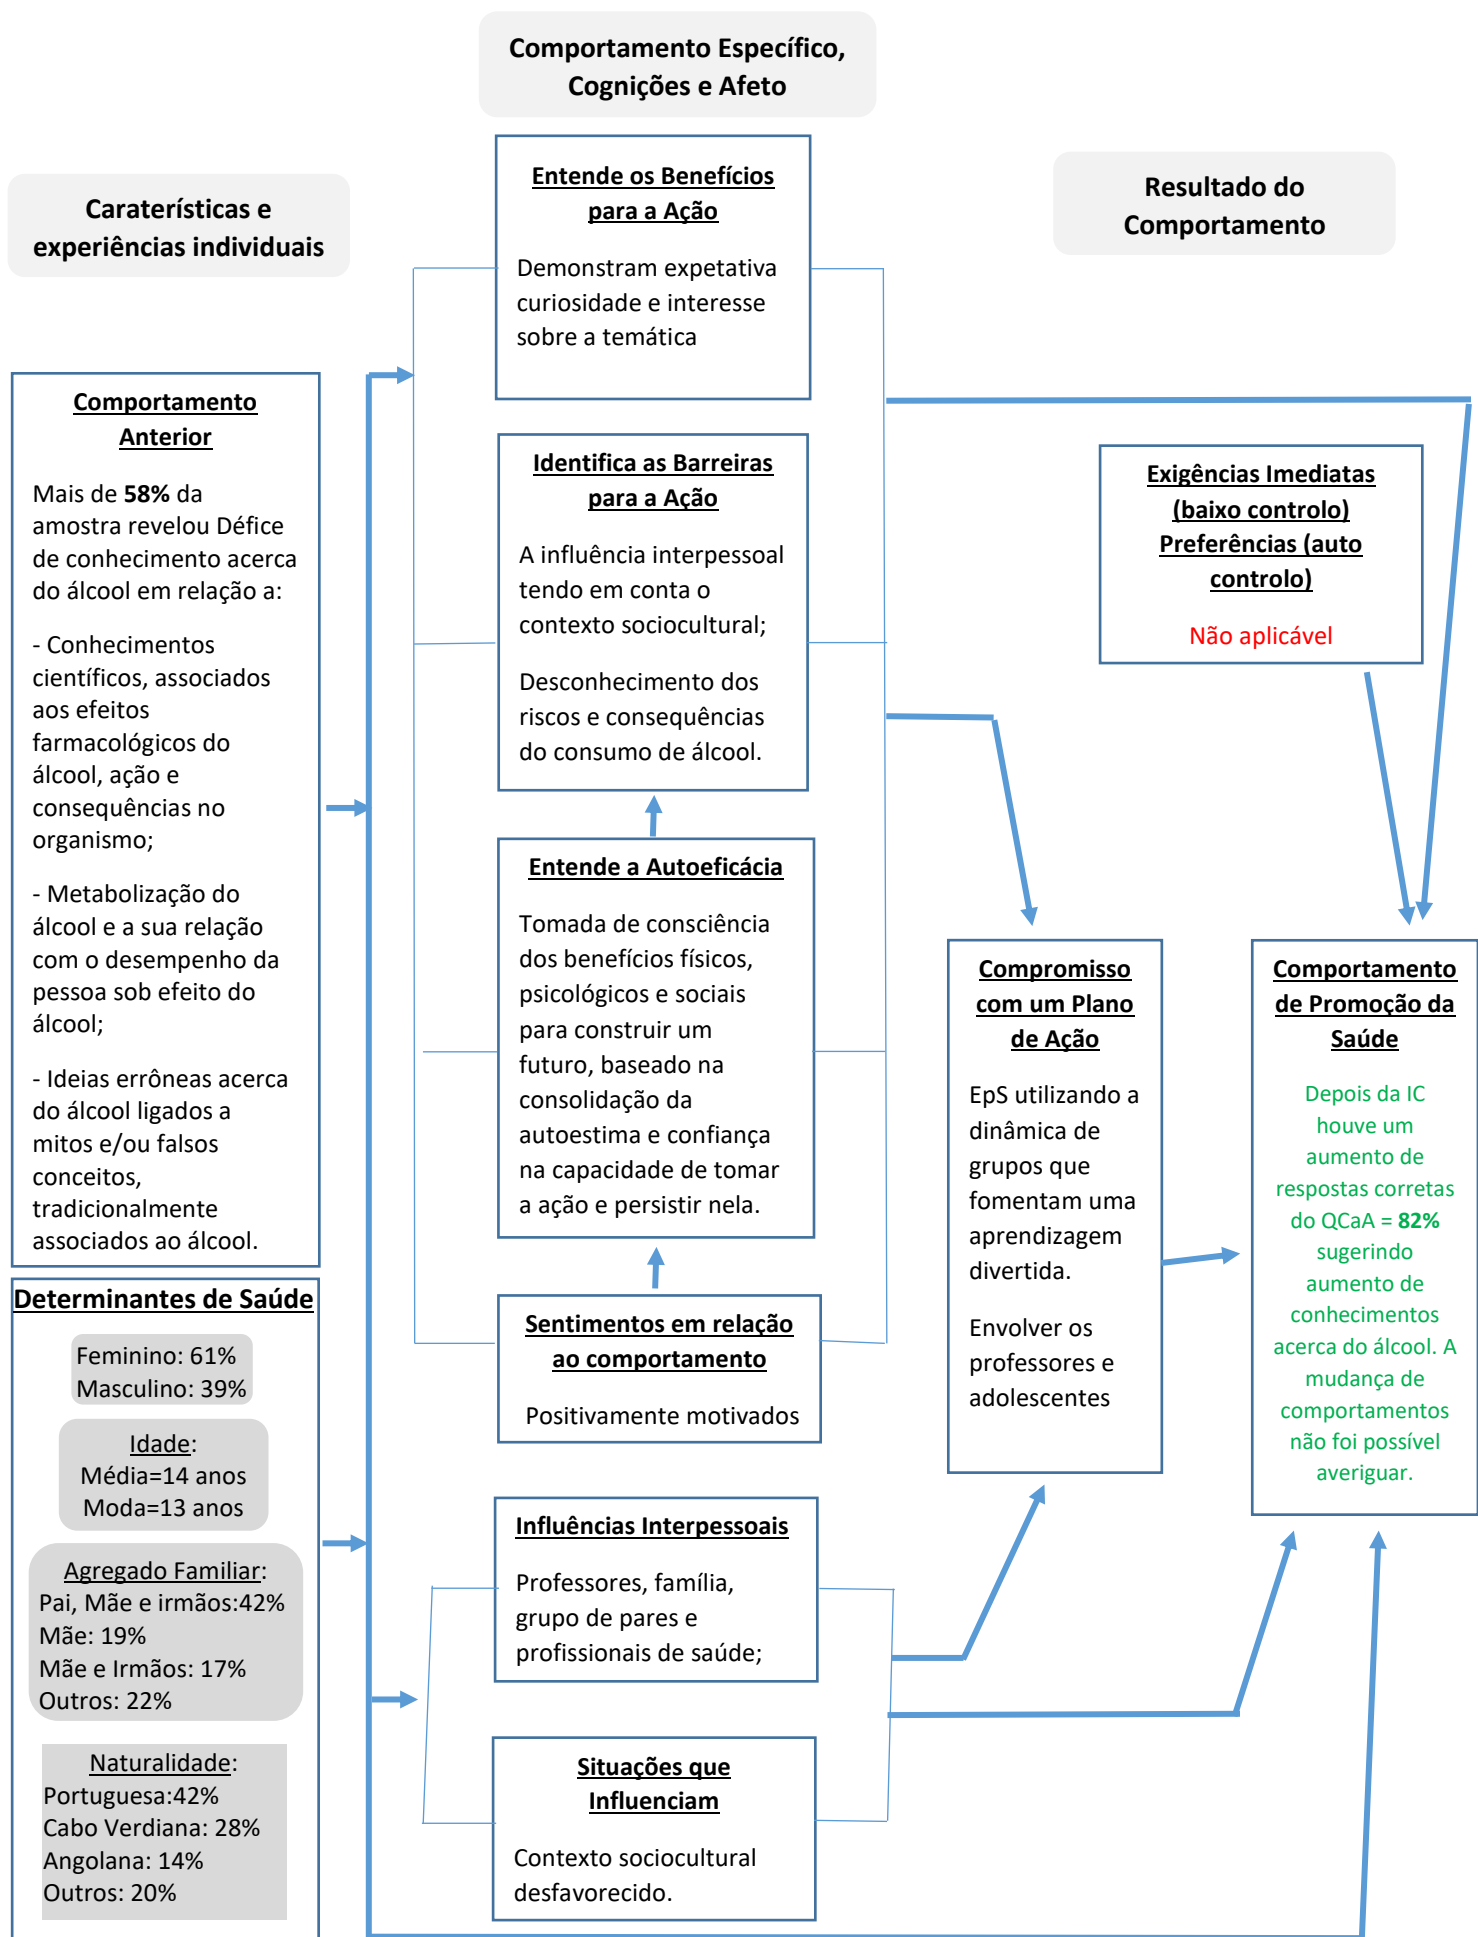 Comportamento Específico,
Cognições e Afeto
Caraterísticas e
experiências individuais
Resultado do
Comportamento
Comportamento
Anterior
Mais de 58% da
amostra revelou Défice
de conhecimento acerca
do álcool em relação a:
- Conhecimentos
científicos, associados
aos efeitos
farmacológicos do
álcool, ação e
consequências no
organismo;
- Metabolização do
álcool e a sua relação
com o desempenho da
pessoa sob efeito do
álcool;
- Ideias errôneas acerca
do álcool ligados a
mitos e/ou falsos
conceitos,
tradicionalmente
associados ao álcool.
Determinantes de Saúde
Feminino: 61%
Masculino: 39%
Idade:
Média=14 anos
Moda=13 anos
Agregado Familiar:
Pai, Mãe e irmãos:42%
Mãe: 19%
Mãe e Irmãos: 17%
Outros: 22%
Naturalidade:
Portuguesa:42%
Cabo Verdiana: 28%
Angolana: 14%
Outros: 20%
Entende os Benefícios
para a Ação
Demonstram expetativa
curiosidade e interesse
sobre a temática
Identifica as Barreiras
para a Ação
A influência interpessoal
tendo em conta o
contexto sociocultural;
Desconhecimento dos
riscos e consequências
do consumo de álcool.
Entende a Autoeficácia
Tomada de consciência
dos benefícios físicos,
psicológicos e sociais
para construir um
futuro, baseado na
consolidação da
autoestima e confiança
na capacidade de tomar
a ação e persistir nela.
Sentimentos em relação
ao comportamento
Positivamente motivados
Influências Interpessoais
Professores, família,
grupo de pares e
profissionais de saúde;
Situações que
Influenciam
Contexto sociocultural
desfavorecido.
Exigências Imediatas
(baixo controlo)
Preferências (auto
controlo)
Não aplicável
Compromisso
com um Plano
de Ação
EpS utilizando a
dinâmica de
grupos que
fomentam uma
aprendizagem
divertida.
Envolver os
professores e
adolescentes
Comportamento
de Promoção da
Saúde
Depois da IC
houve um
aumento de
respostas corretas
do QCaA = 82%
sugerindo
aumento de
conhecimentos
acerca do álcool. A
mudança de
comportamentos
não foi possível
averiguar.